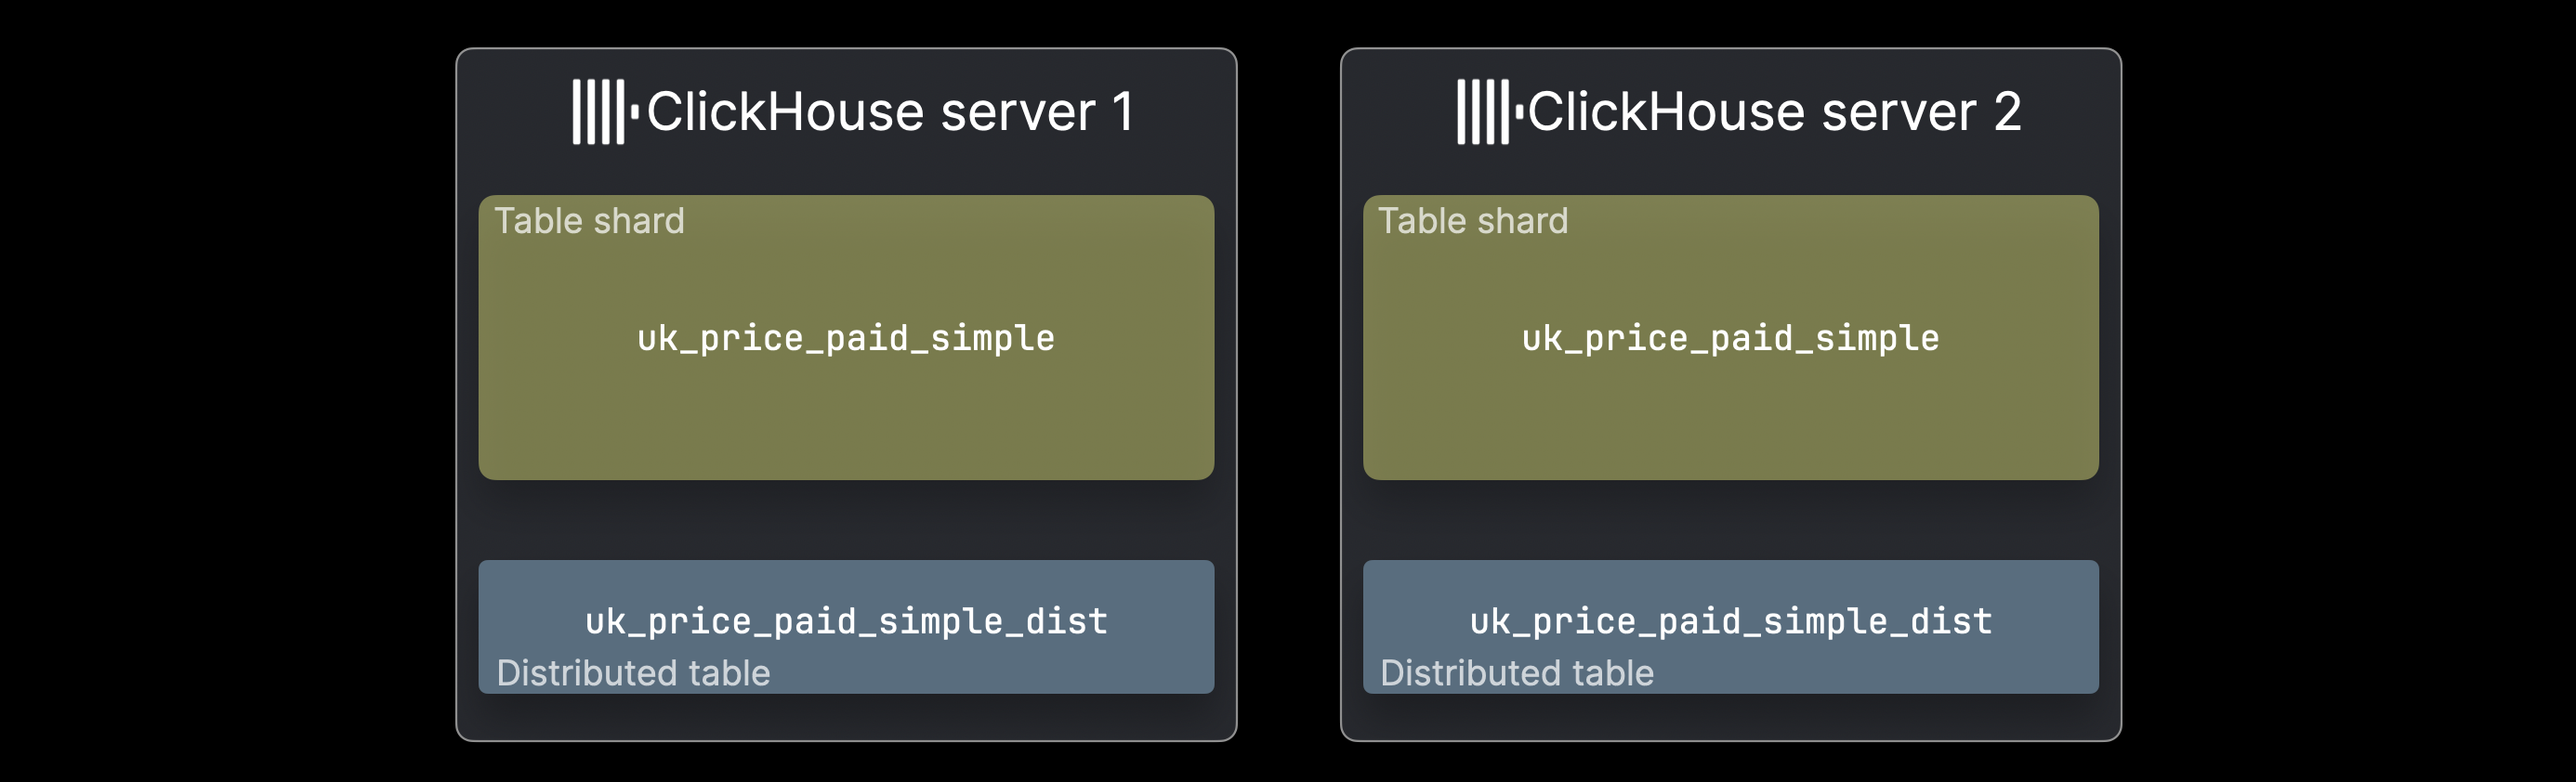 ClickHouse server 1
Table shard
uk_price_paid_simple
uk_price_paid_simple_dist
Distributed table
ClickHouse server 2
Table shard
uk_price_paid_simple
uk_price_paid_simple_dist
Distributed table